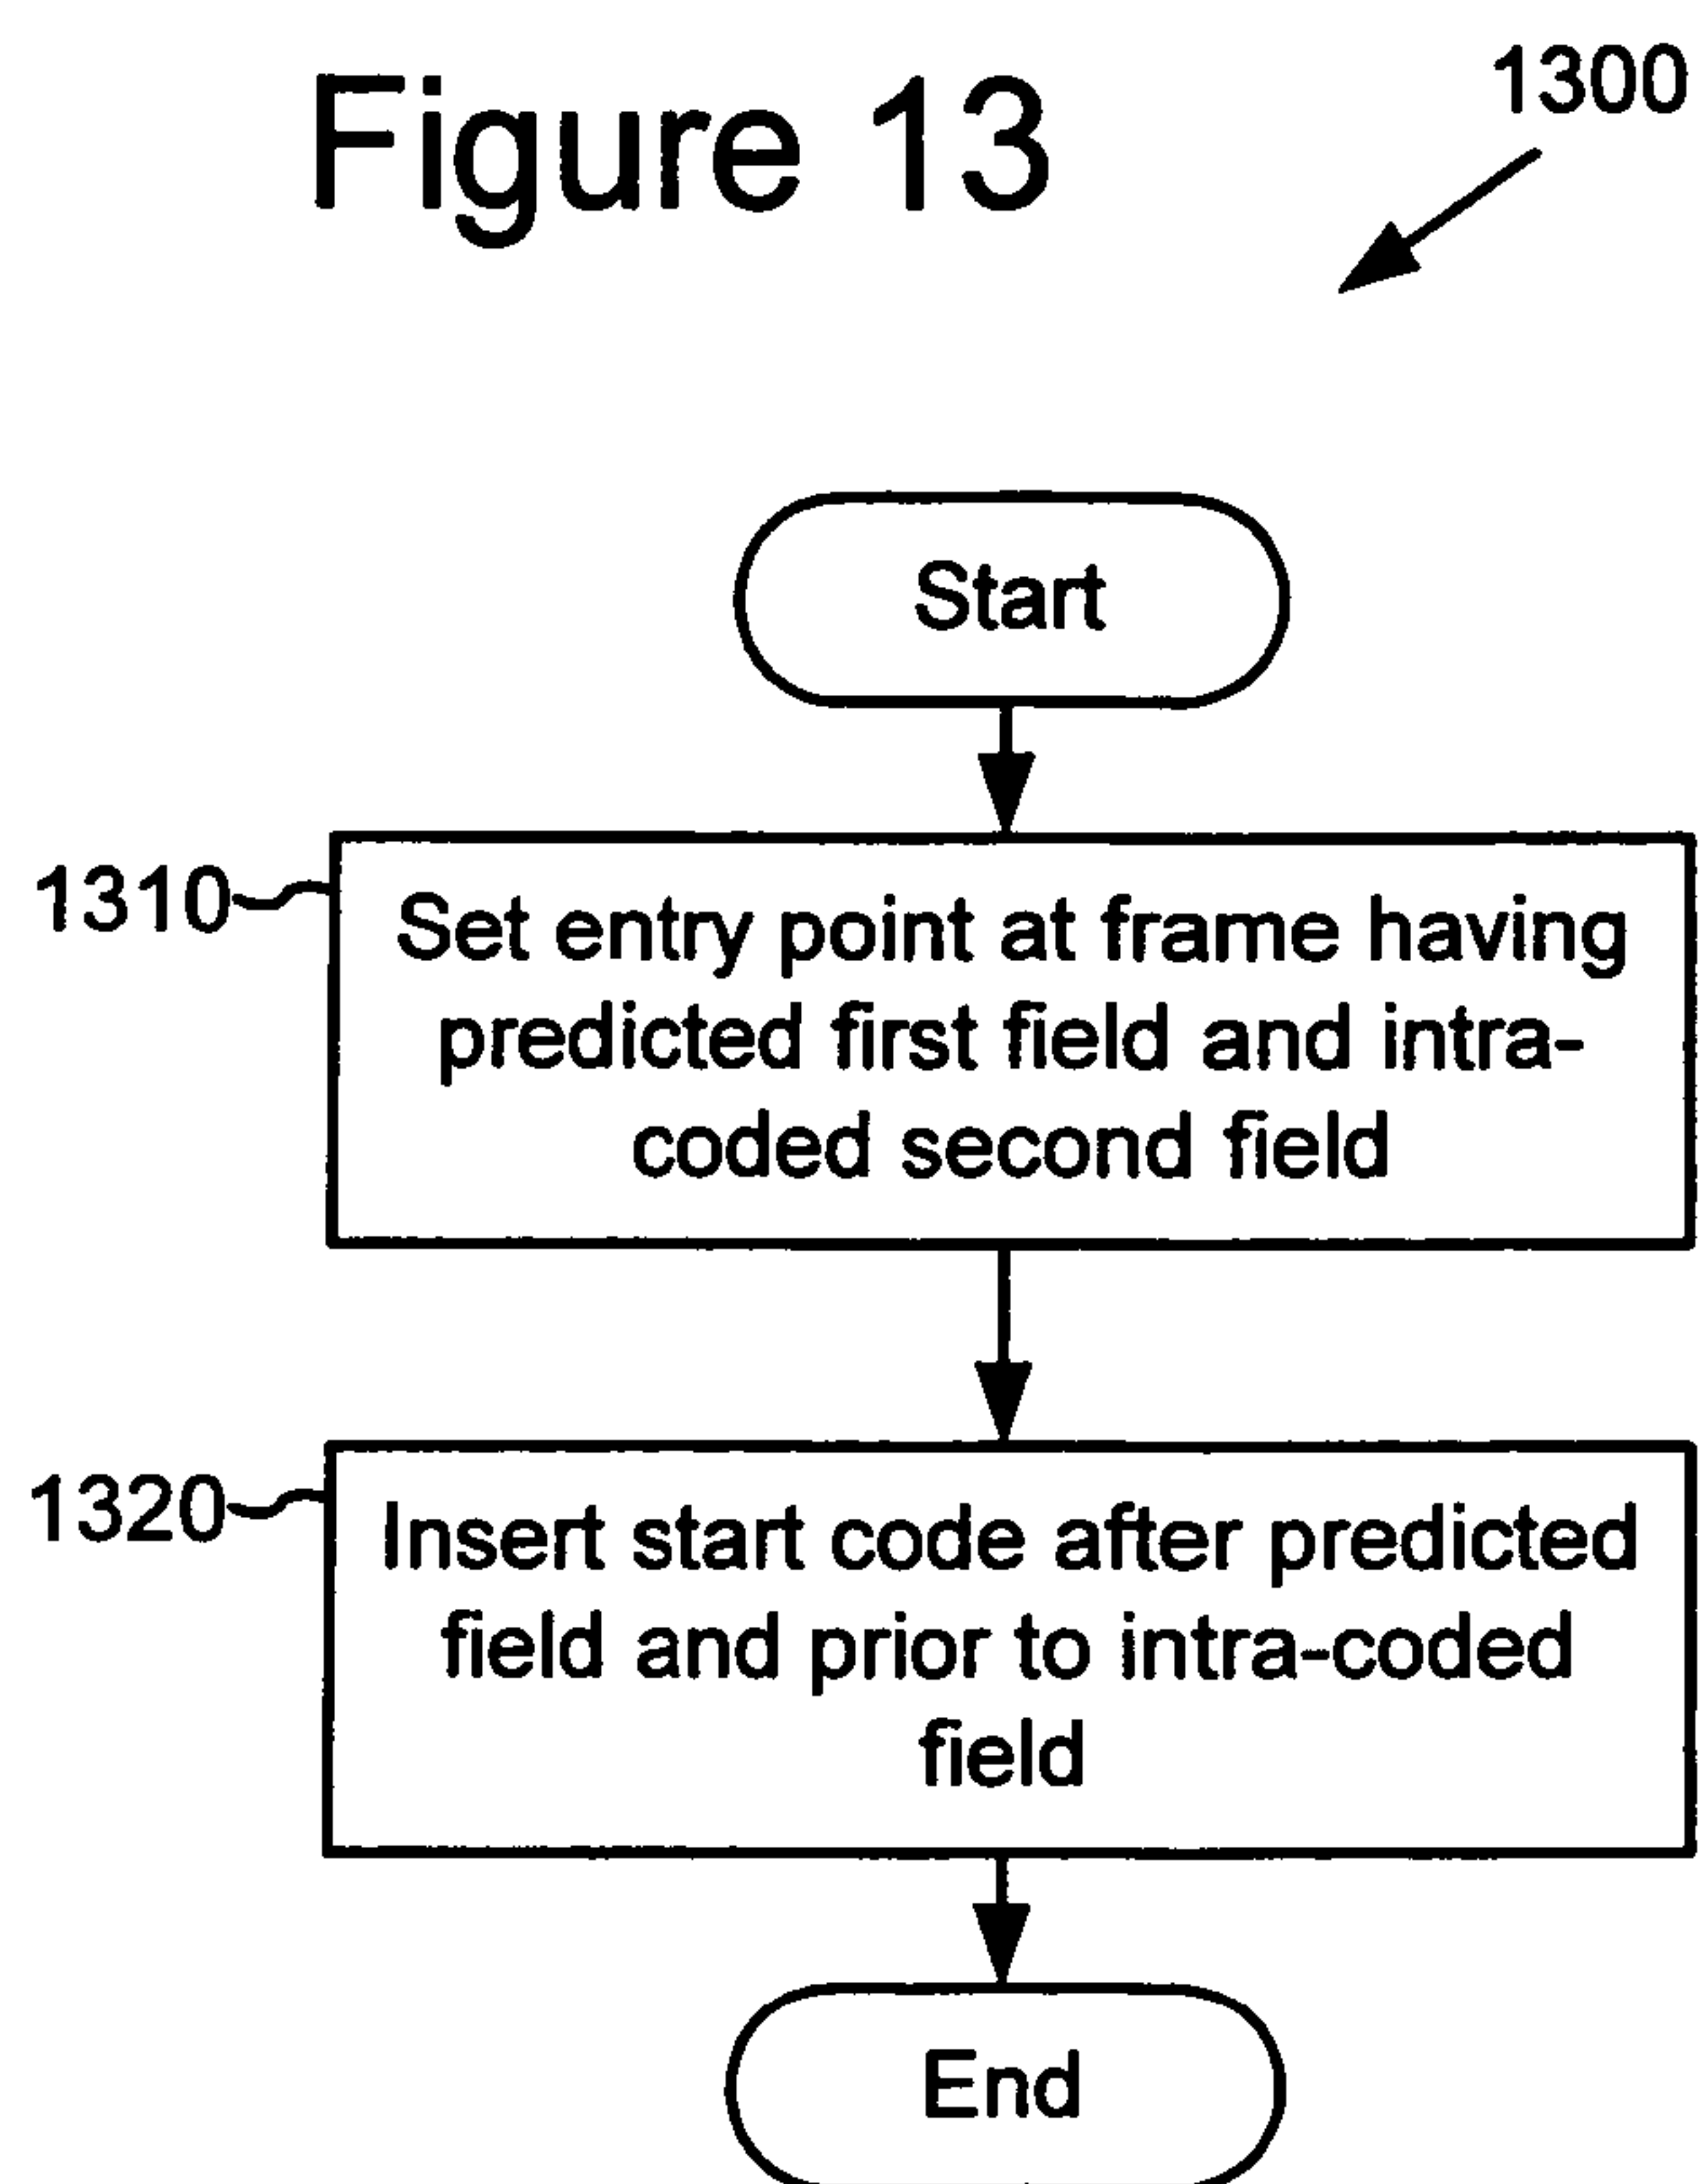 Figure 13
1300
Start
1310
Set entry point at frame having
predicted first field and intra-
coded second field
1320
Insert start code after predicted
field and prior to intra-coded
field
End